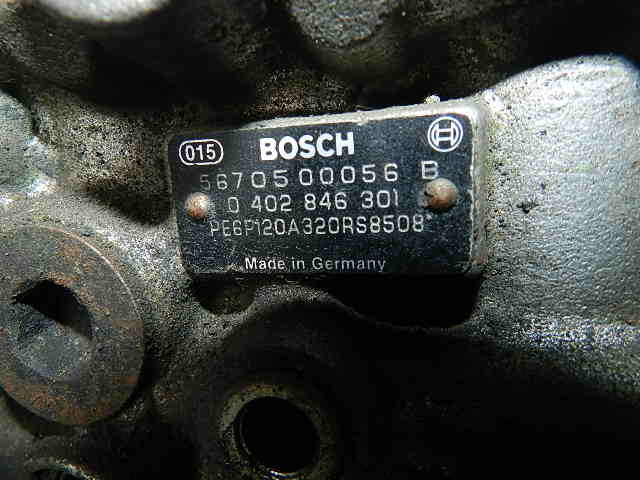 015 BOSCH
5670500056 B
0 402 846 301
PE6P120A320RS8508
Made in Germany